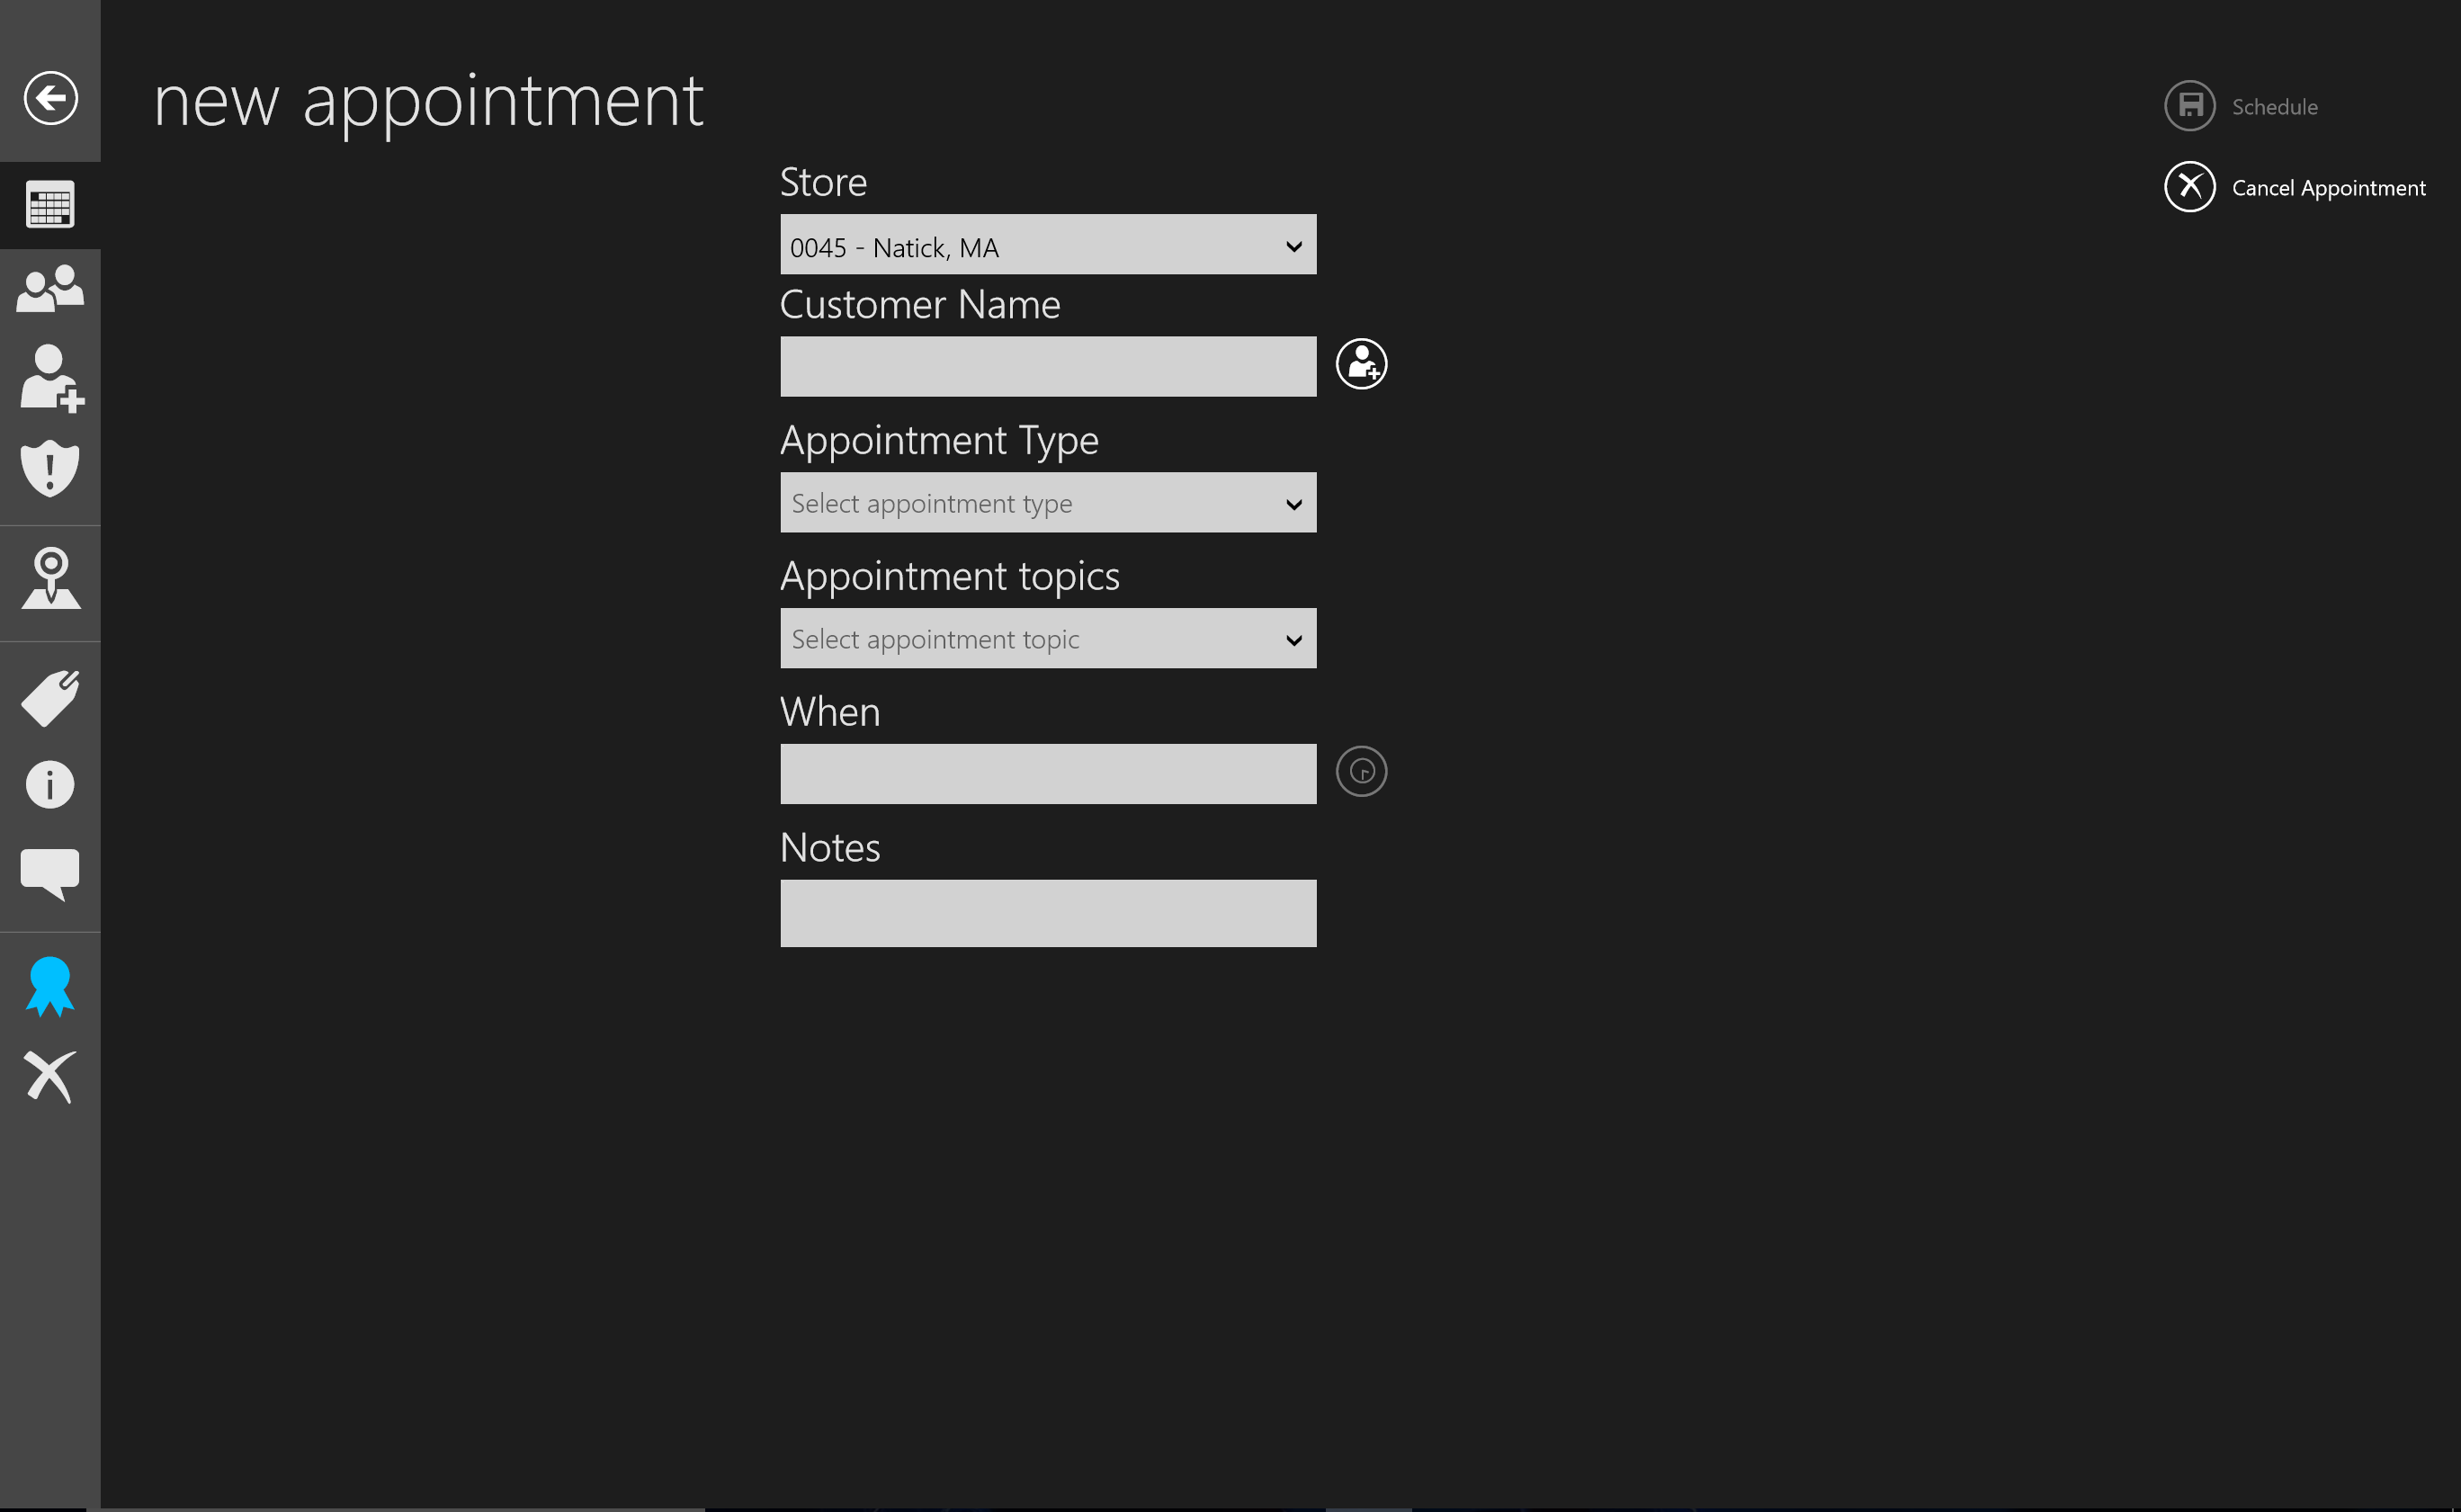 new appointment
Schedule
Cancel Appointment
Store
0045 - Natick, MA
Customer Name
Appointment Type
Select appointment type
Appointment topics
Select appointment topic
When
Notes